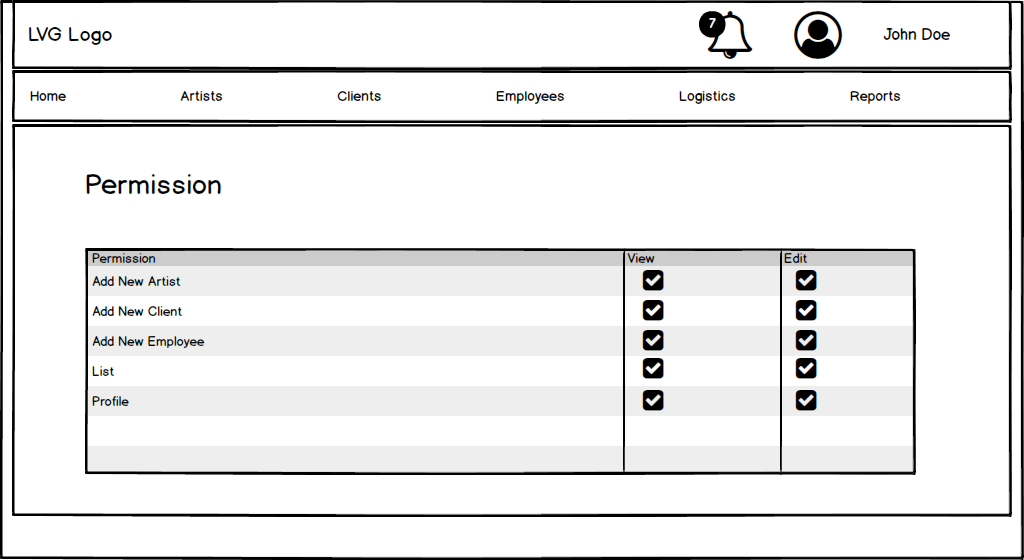 LVG Logo 7 John Doe
Home Artists Clients Employees Logistics Reports
Permission
Permission View Edit
Add New Artist
Add New Client
Add New Employee
List
Profile